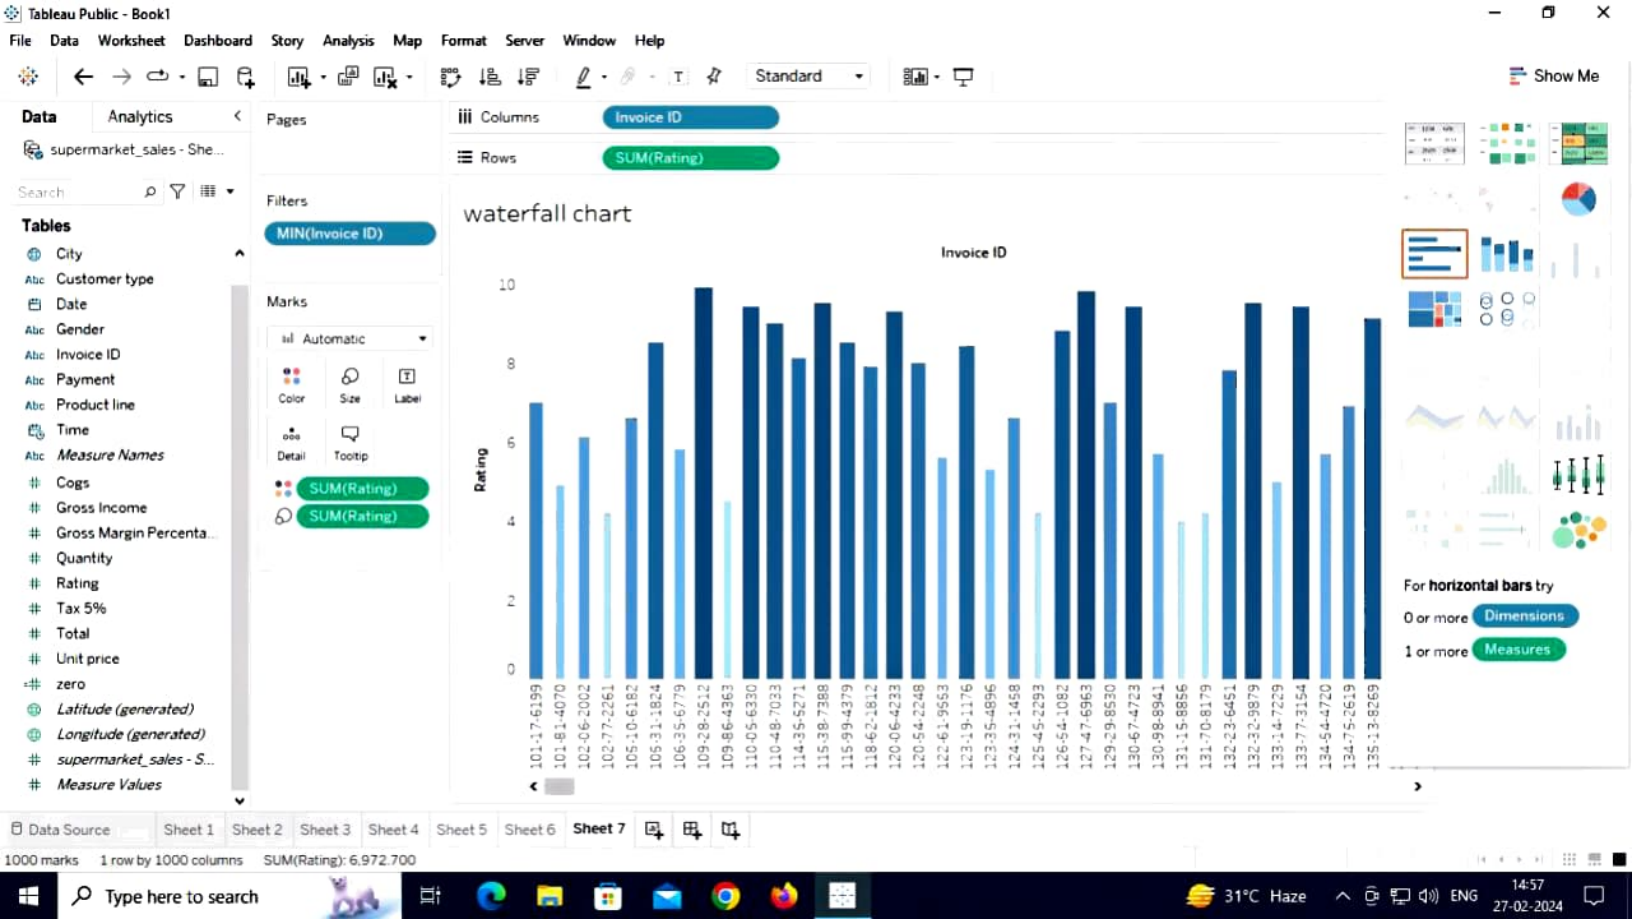 Tableau Public - Book1
File Data Worksheet Dashboard Story Analysis Map Format Server Window Help
Standard
Show Me
Data Analytics
supermarket_sales - She...
Search
Tables
City
Abc Customer type
Date
Abc Gender
Abc Invoice ID
Abc Payment
Abc Product line
Time
Abc Measure Names
# Cogs
# Gross Income
# Gross Margin Percenta...
# Quantity
# Rating
# Tax 5%
# Total
# Unit price
=# zero
Latitude (generated)
Longitude (generated)
# supermarket_sales - S...
# Measure Values
Pages
Filters
MIN(Invoice ID)
Marks
Automatic
Color Size Label
Detail Tooltip
SUM(Rating)
SUM(Rating)
Columns Invoice ID
Rows SUM(Rating)
waterfall chart
Invoice ID
Rating
10
8
6
4
2
0
101-17-6199
101-81-4070
102-06-2002
102-77-2261
105-10-6182
105-31-1824
106-35-6779
109-28-2512
109-86-4363
110-05-6330
110-48-7033
114-35-5271
115-38-7388
115-99-4379
118-62-1812
120-06-4233
120-54-2248
122-61-9553
123-19-1176
123-35-4896
124-31-1458
125-45-2293
126-54-1082
127-47-6963
129-29-8530
130-67-4723
130-98-8941
131-15-8856
131-70-8179
132-23-6451
132-32-9879
133-14-7229
133-77-3154
134-54-4720
134-75-2619
135-13-8269
For horizontal bars try
0 or more Dimensions
1 or more Measures
Data Source Sheet 1 Sheet 2 Sheet 3 Sheet 4 Sheet 5 Sheet 6 Sheet 7
1000 marks 1 row by 1000 columns SUM(Rating): 6,972.700
Type here to search
31°C Haze
ENG
14:57
27-02-2024